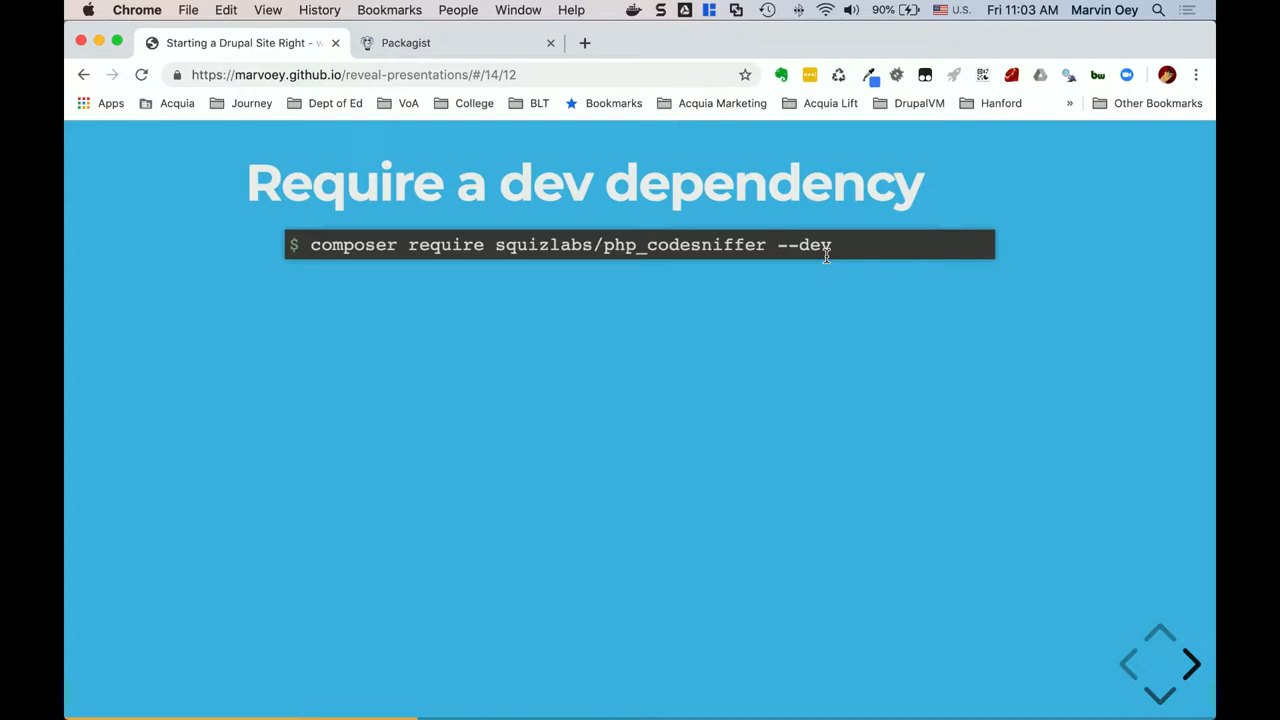 Chrome File Edit View History Bookmarks People Window Help 90% U.S. Fri 11:03 AM Marvin Oey
Starting a Drupal Site Right - Packagist
https://marvoey.github.io/reveal-presentations/#/14/12
Apps Acquia Journey Dept of Ed VoA College BLT Bookmarks Acquia Marketing Acquia Lift DrupalVM Hanford » Other Bookmarks
Require a dev dependency
$ composer require squizlabs/php_codesniffer --dev